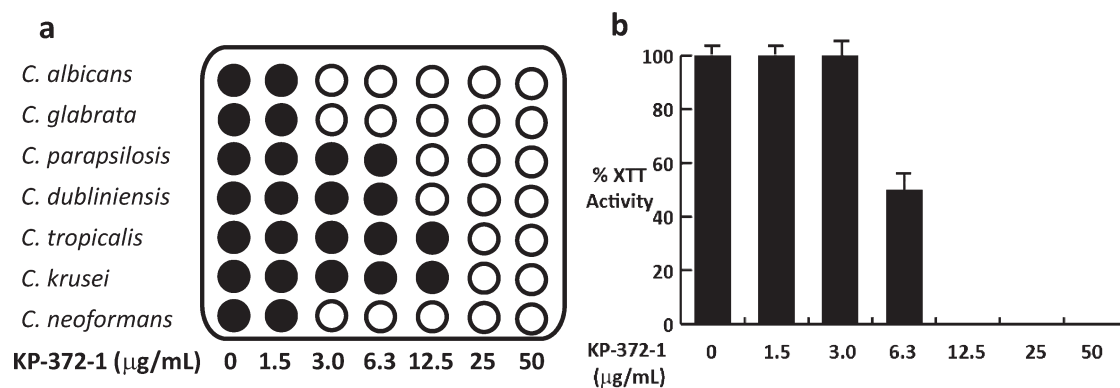 a
C. albicans
C. glabrata
C. parapsilosis
C. dubliniensis
C. tropicalis
C. krusei
C. neoformans
KP-372-1 (μg/mL) 0 1.5 3.0 6.3 12.5 25 50
b
100
80
60
% XTT
Activity
40
20
0
KP-372-1 0 1.5 3.0 6.3 12.5 25 50
(μg/mL)